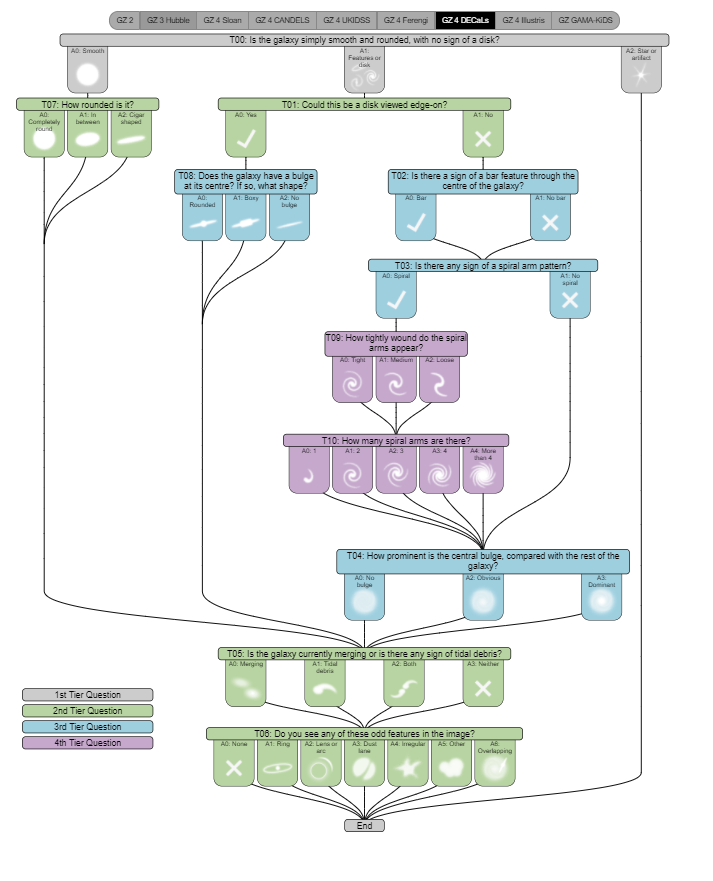 GZ 2 GZ 3 Hubble GZ 4 Sloan GZ 4 CANDELS GZ 4 UKIDSS GZ 4 Ferengi GZ 4 DECaLs GZ 4 Illustris GZ GAMA-KiDS
T00: Is the galaxy simply smooth and rounded, with no sign of a disk?
A0: Smooth
A1:
Features or
disk
A2: Star or
artifact
T07: How rounded is it?
A0:
Completely
round
A1: In
between
A2: Cigar
shaped
T01: Could this be a disk viewed edge-on?
A0: Yes
A1: No
T08: Does the galaxy have a bulge
at its centre? If so, what shape?
A0:
Rounded
A1: Boxy
A2: No
bulge
T02: Is there a sign of a bar feature through the
centre of the galaxy?
A0: Bar
A1: No bar
T03: Is there any sign of a spiral arm pattern?
A0: Spiral
A1: No
spiral
T09: How tightly wound do the spiral
arms appear?
A0: Tight
A1: Medium
A2: Loose
T10: How many spiral arms are there?
A0: 1
A1: 2
A2: 3
A3: 4
A4: More
than 4
T04: How prominent is the central bulge, compared with the rest of the
galaxy?
A0: No
bulge
A2: Obvious
A3:
Dominant
T05: Is the galaxy currently merging or is there any sign of tidal debris?
A0: Merging
A1: Tidal
debris
A2: Both
A3: Neither
T06: Do you see any of these odd features in the image?
A0: None
A1: Ring
A2: Lens or
arc
A3: Dust
lane
A4: Irregular
A5: Other
A6:
Overlapping
End
1st Tier Question
2nd Tier Question
3rd Tier Question
4th Tier Question